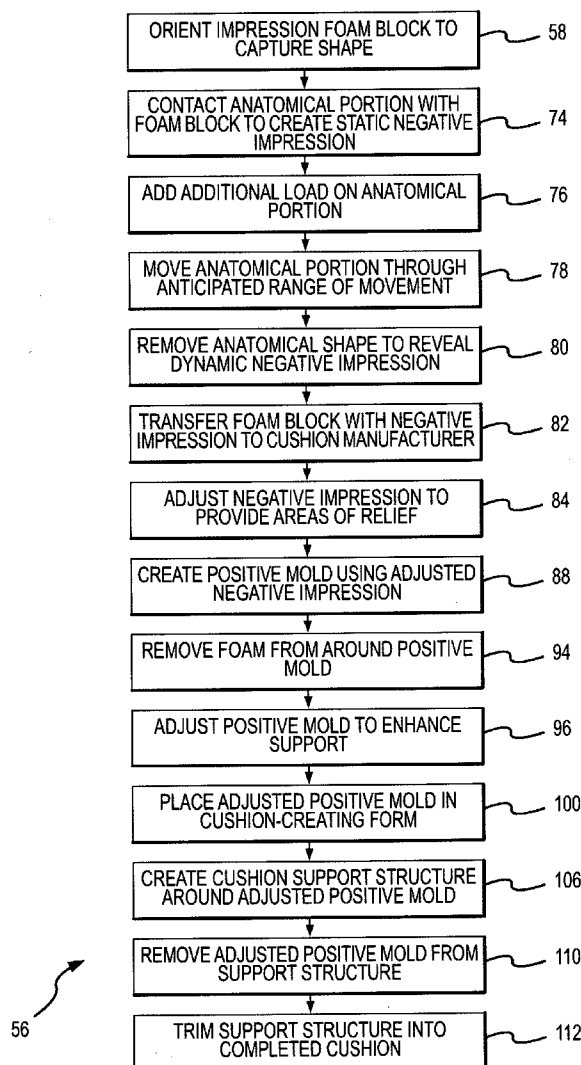 ORIENT IMPRESSION FOAM BLOCK TO
CAPTURE SHAPE
58
CONTACT ANATOMICAL PORTION WITH
FOAM BLOCK TO CREATE STATIC NEGATIVE
IMPRESSION
74
ADD ADDITIONAL LOAD ON ANATOMICAL
PORTION
76
MOVE ANATOMICAL PORTION THROUGH
ANTICIPATED RANGE OF MOVEMENT
78
REMOVE ANATOMICAL SHAPE TO REVEAL
DYNAMIC NEGATIVE IMPRESSION
80
TRANSFER FOAM BLOCK WITH NEGATIVE
IMPRESSION TO CUSHION MANUFACTURER
82
ADJUST NEGATIVE IMPRESSION TO
PROVIDE AREAS OF RELIEF
84
CREATE POSITIVE MOLD USING ADJUSTED
NEGATIVE IMPRESSION
88
REMOVE FOAM FROM AROUND POSITIVE
MOLD
94
ADJUST POSITIVE MOLD TO ENHANCE
SUPPORT
96
PLACE ADJUSTED POSITIVE MOLD IN
CUSHION-CREATING FORM
100
CREATE CUSHION SUPPORT STRUCTURE
AROUND ADJUSTED POSITIVE MOLD
106
REMOVE ADJUSTED POSITIVE MOLD FROM
SUPPORT STRUCTURE
110
TRIM SUPPORT STRUCTURE INTO
COMPLETED CUSHION
112
56